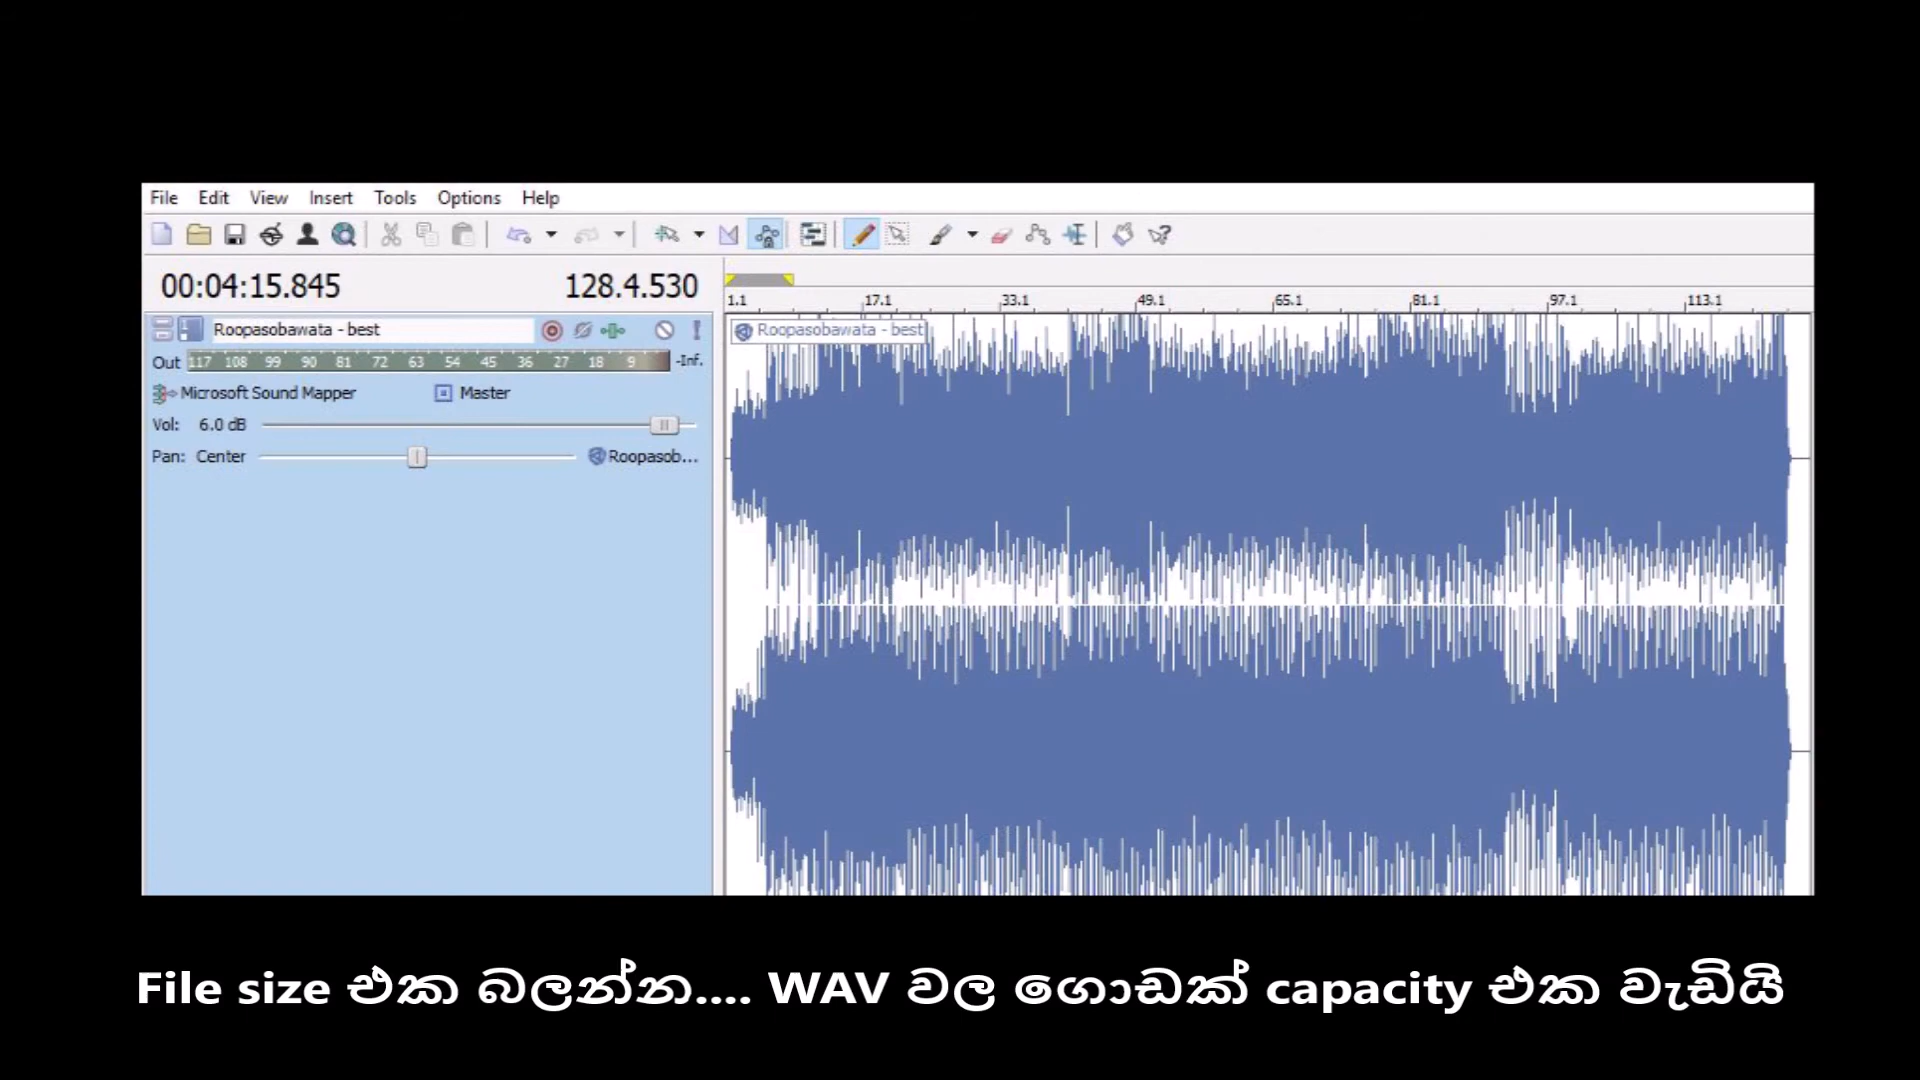 File Edit View Insert Tools Options Help
00:04:15.845 128.4.530
1.1 17.1 33.1 49.1 65.1 81.1 97.1 113.1
Roopasobawata - best
Roopasobawata - best
Out 117 108 99 90 81 72 63 54 45 36 27 18 9 -Inf.
Microsoft Sound Mapper Master
Vol: 6.0 dB
Pan: Center Roopasob...
File size එක බලන්න.... WAV වල ගොඩක් capacity එක වැඩියි